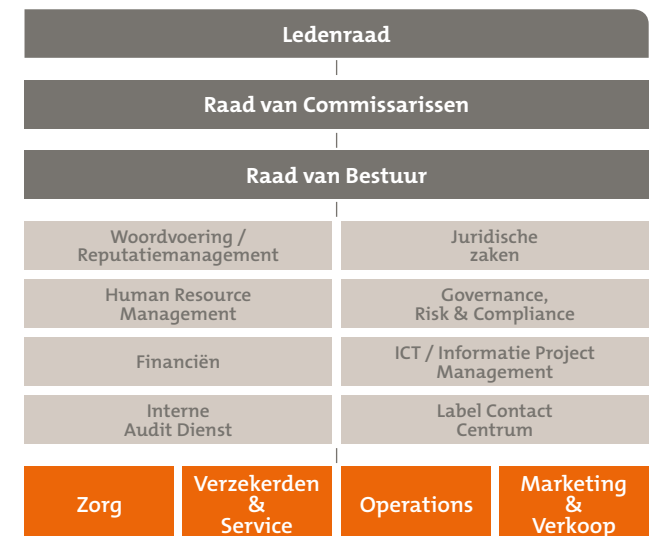 Ledenraad
Raad van Commissarissen
Raad van Bestuur
Woordvoering /
Reputatiemanagement
Juridische
zaken
Human Resource
Management
Governance,
Risk & Compliance
Financiën
ICT / Informatie Project
Management
Interne
Audit Dienst
Label Contact
Centrum
Zorg
Verzekerden
&
Service
Operations
Marketing
&
Verkoop